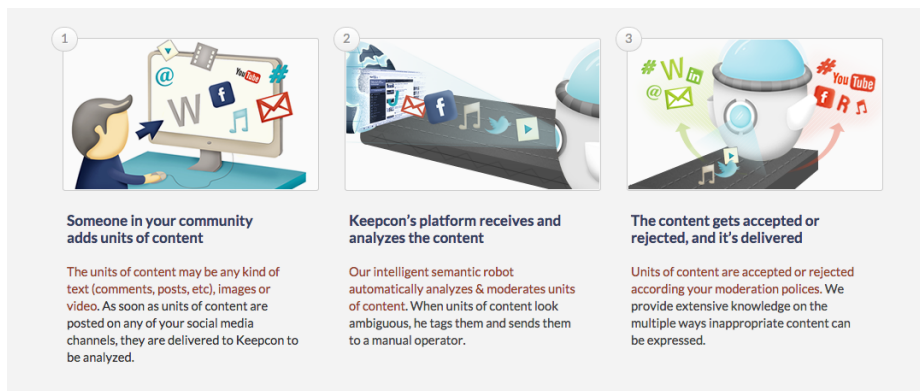 1
@
YouTube
#
W
f
Someone in your community
adds units of content
The units of content may be any kind of
text (comments, posts, etc), images or
video. As soon as units of content are
posted on any of your social media
channels, they are delivered to Keepcon to
be analyzed.
2
f
Keepcon's platform receives and
analyzes the content
Our intelligent semantic robot
automatically analyzes & moderates units
of content. When units of content look
ambiguous, he tags them and sends them
to a manual operator.
3
# W in
@
# YouTube
f R
The content gets accepted or
rejected, and it's delivered
Units of content are accepted or rejected
according your moderation polices. We
provide extensive knowledge on the
multiple ways inappropriate content can
be expressed.